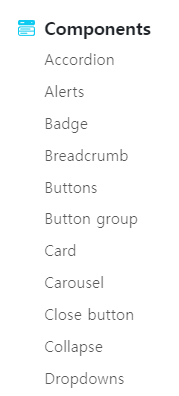 Components
Accordion
Alerts
Badge
Breadcrumb
Buttons
Button group
Card
Carousel
Close button
Collapse
Dropdowns